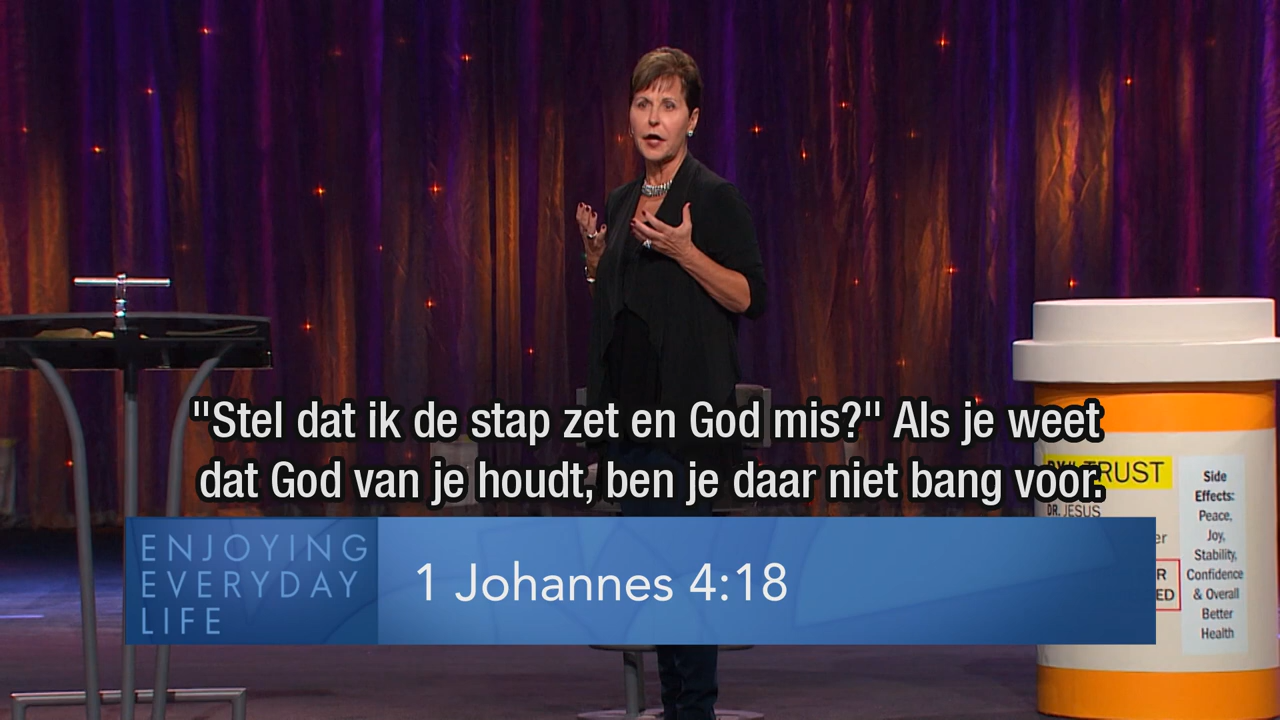 "Stel dat ik de stap zet en God mis?" Als je weet
dat God van je houdt, ben je daar niet bang voor.
ENJOYING
EVERYDAY
LIFE
1 Johannes 4:18
TRUST
DR. JESUS
Side
Effects:
Peace,
Joy,
Stability,
Confidence
& Overall
Better
Health